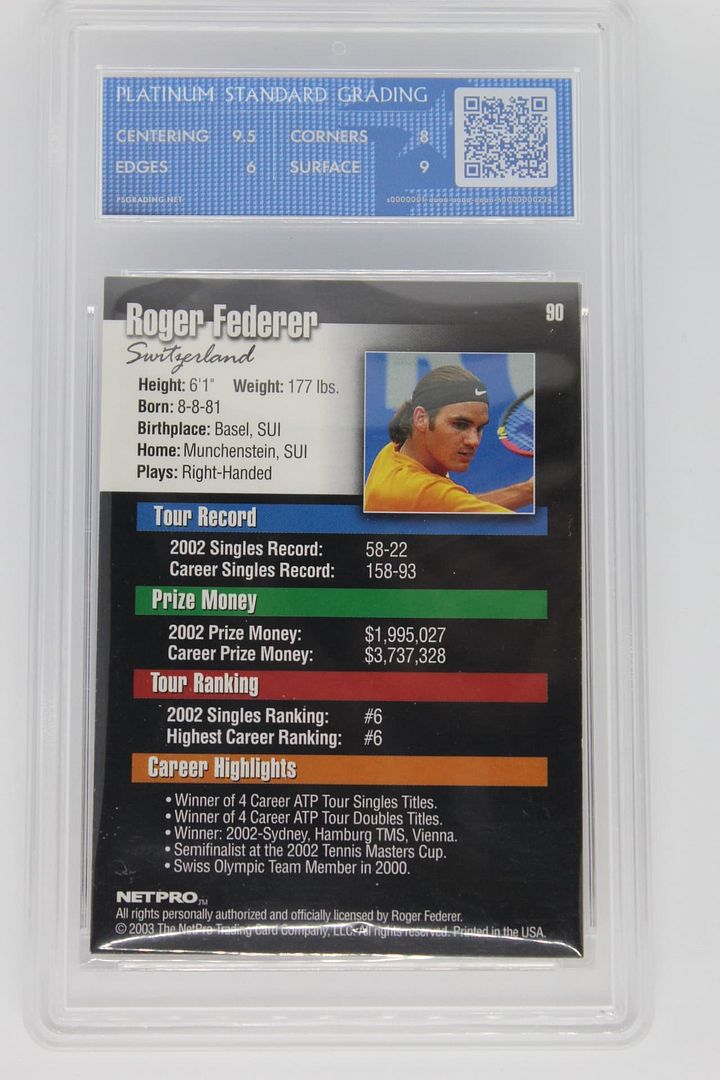 PLATINUM STANDARD GRADING
CENTERING 9.5 CORNERS 8
EDGES 6 SURFACE 9
PSGRADING.NET
Roger Federer
90
Switzerland
Height: 6'1" Weight: 177 lbs.
Born: 8-8-81
Birthplace: Basel, SUI
Home: Munchenstein, SUI
Plays: Right-Handed
Tour Record
2002 Singles Record: 58-22
Career Singles Record: 158-93
Prize Money
2002 Prize Money: $1,995,027
Career Prize Money: $3,737,328
Tour Ranking
2002 Singles Ranking: #6
Highest Career Ranking: #6
Career Highlights
• Winner of 4 Career ATP Tour Singles Titles.
• Winner of 4 Career ATP Tour Doubles Titles.
• Winner: 2002-Sydney, Hamburg TMS, Vienna.
• Semifinalist at the 2002 Tennis Masters Cup.
• Swiss Olympic Team Member in 2000.
NETPRO TM
All rights personally authorized and officially licensed by Roger Federer.
© 2003 The NetPro Trading Card Company, LLC. All rights reserved. Printed in the USA.